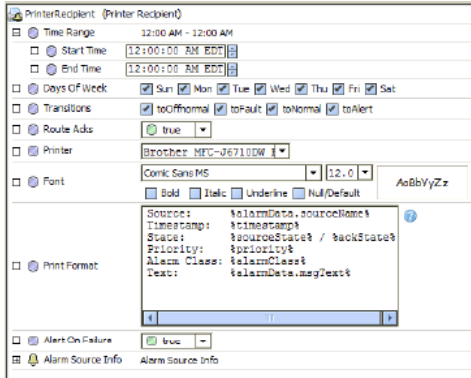 PrinterRecipient (Printer Recipient)
Time Range 12:00 AM - 12:00 AM
Start Time 12:00:00 AM EDT
End Time 12:00:00 AM EDT
Days Of Week Sun Mon Tue Wed Thu Fri Sat
Transitions toOffnormal toFault toNormal toAlert
Route Acks true
Printer Brother MFC-J6710DW
Font Comic Sans MS 12.0 AaBbYyZz
Bold Italic Underline Null/Default
Source: %alarmData.sourceName%
Timestamp: %timestamp%
State: %sourceState% / %ackState%
Priority: %priority%
Alarm Class: %alarmClass%
Text: %alarmData.msgText%
Print Format
Alert On Failure true
Alarm Source Info Alarm Source Info